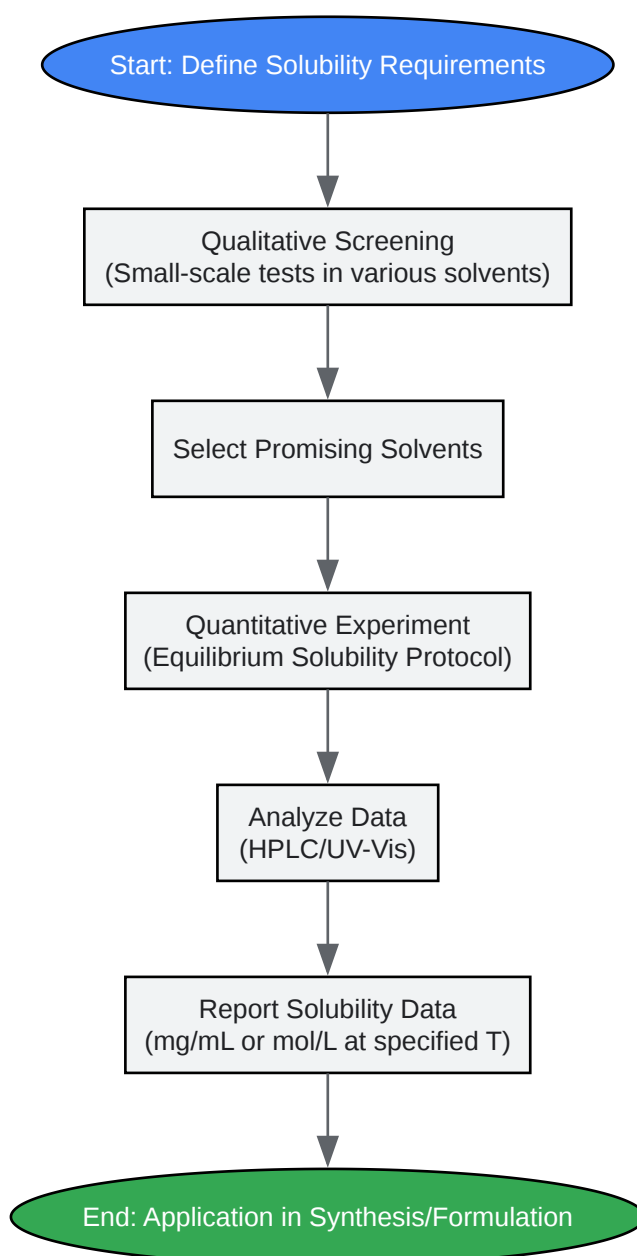 Start: Define Solubility Requirements
Qualitative Screening
(Small-scale tests in various solvents)
Select Promising Solvents
Quantitative Experiment
(Equilibrium Solubility Protocol)
Analyze Data
(HPLC/UV-Vis)
Report Solubility Data
(mg/mL or mol/L at specified T)
End: Application in Synthesis/Formulation